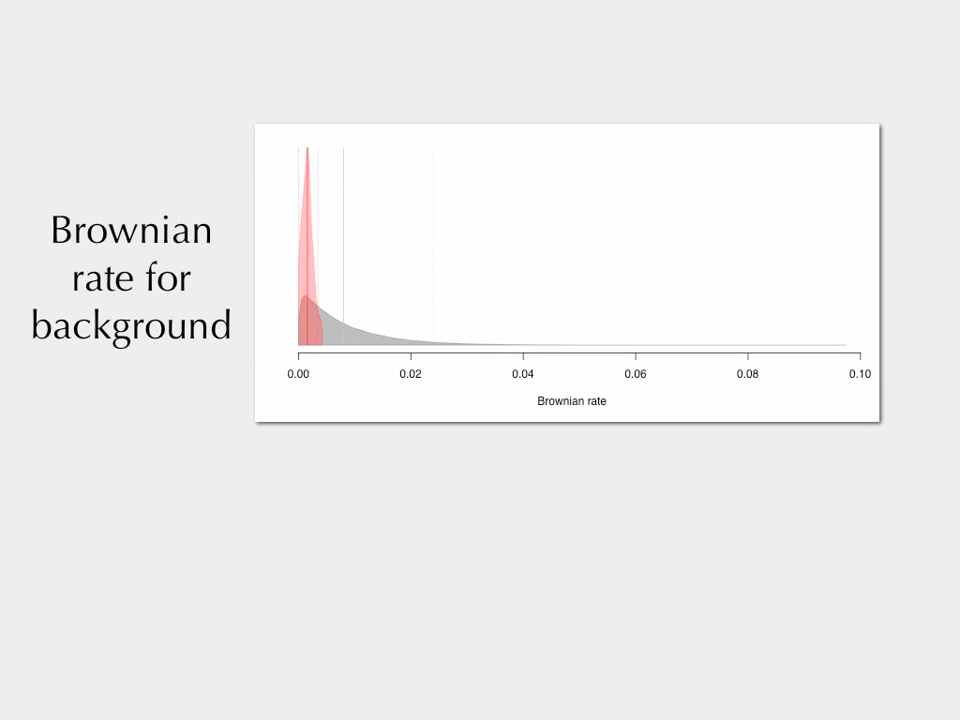 Brownian
rate for
background
0.00 0.02 0.04 0.06 0.08 0.10
Brownian rate